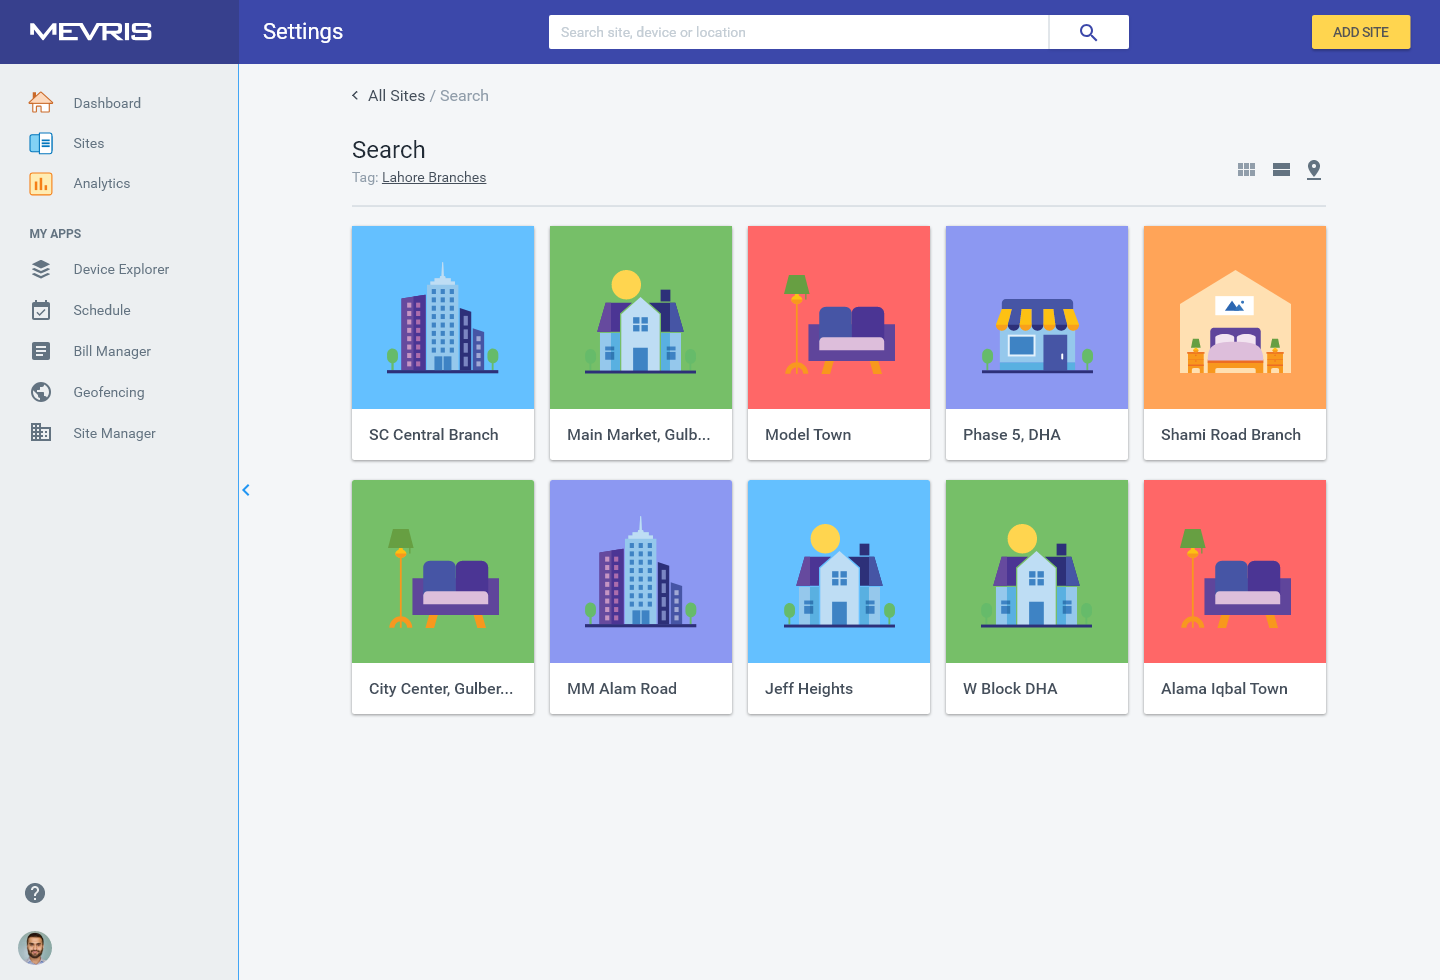 MEVRIS
Settings
Search site, device or location
ADD SITE
Dashboard
Sites
Analytics
MY APPS
Device Explorer
Schedule
Bill Manager
Geofencing
Site Manager
All Sites / Search
Search
Tag: Lahore Branches
SC Central Branch
Main Market, Gulb...
Model Town
Phase 5, DHA
Shami Road Branch
City Center, Gulber...
MM Alam Road
Jeff Heights
W Block DHA
Alama Iqbal Town